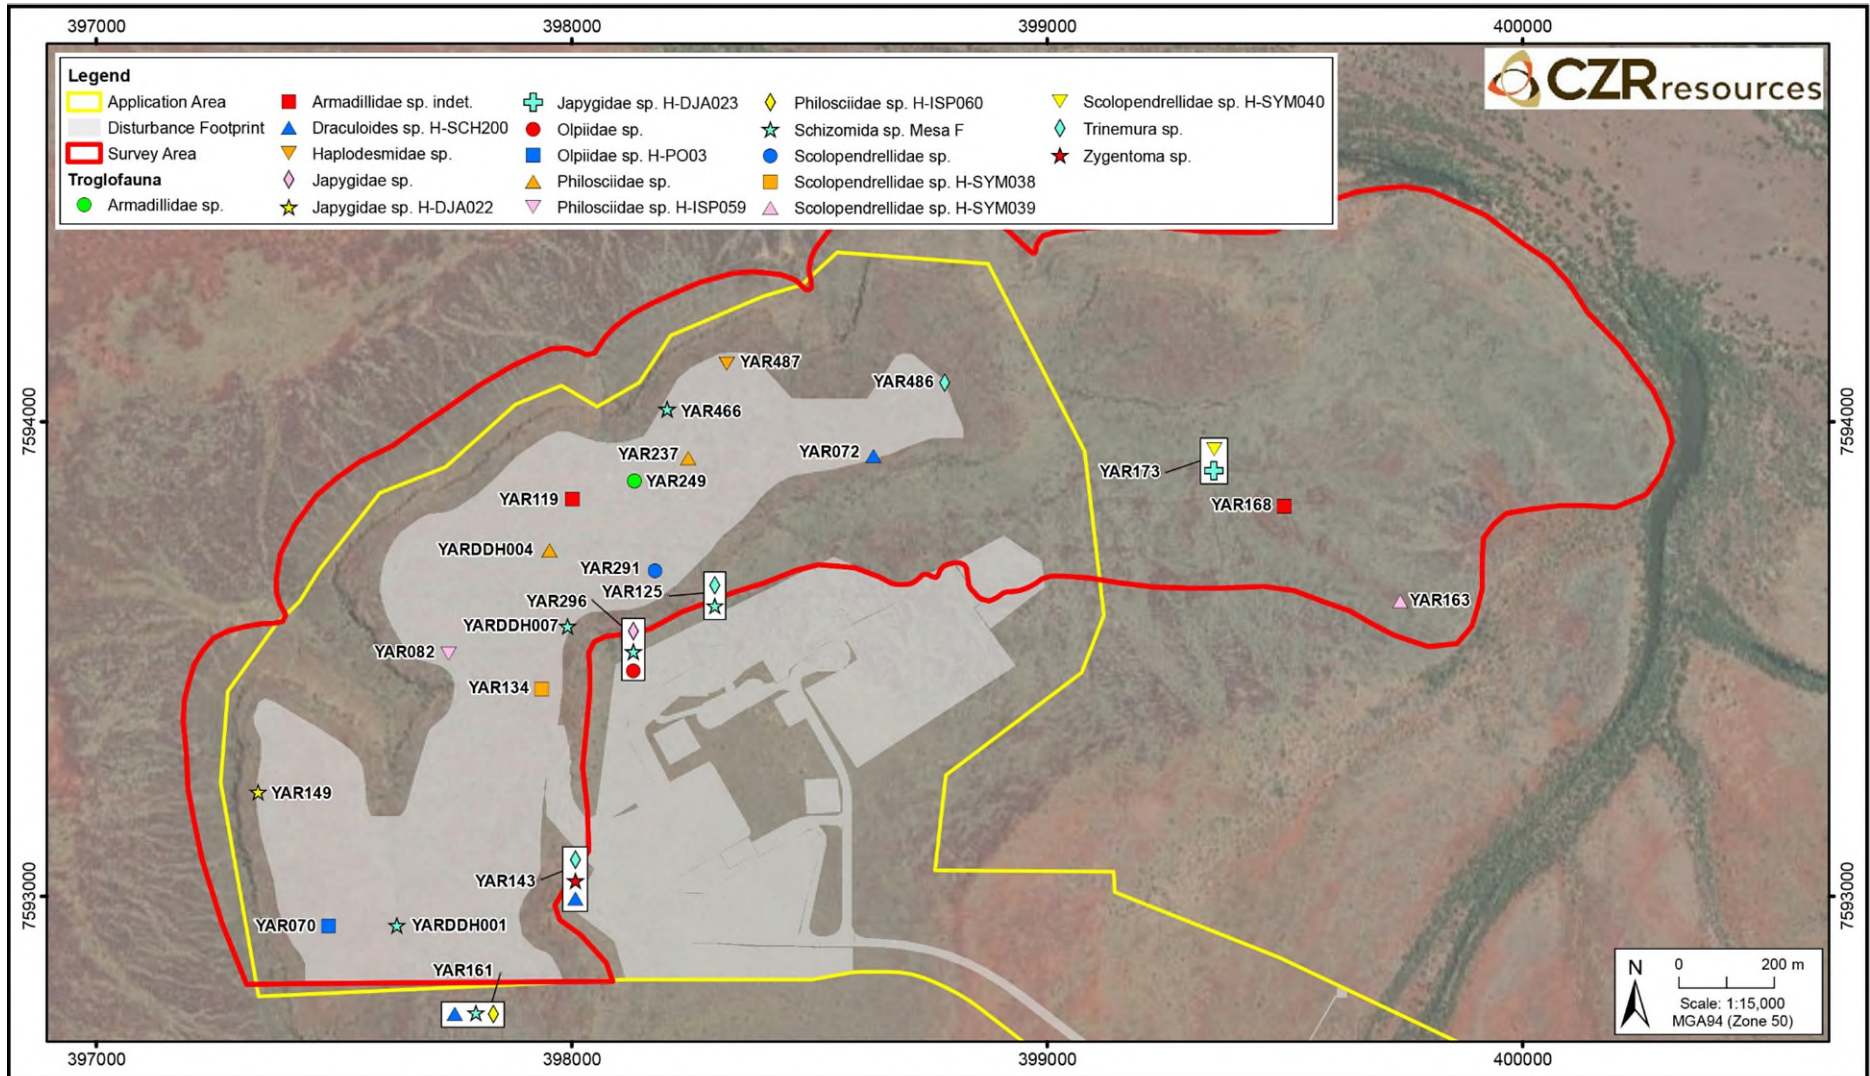 397000 398000 399000 400000
Legend
Application Area
Disturbance Footprint
Survey Area
Troglofauna
Armadillidae sp.
Armadillidae sp. indet.
Draculoides sp. H-SCH200
Haplodesmidae sp.
Japygidae sp.
Japygidae sp. H-DJA022
Japygidae sp. H-DJA023
Olpiidae sp.
Olpiidae sp. H-PO03
Philosciidae sp.
Philosciidae sp. H-ISP059
Philosciidae sp. H-ISP060
Schizomida sp. Mesa F
Scolopendrellidae sp.
Scolopendrellidae sp. H-SYM038
Scolopendrellidae sp. H-SYM039
Scolopendrellidae sp. H-SYM040
Trinemura sp.
Zygentoma sp.
CZR resources
YAR487
YAR486
7594000
7594000
YAR466
YAR237
YAR072
YAR249
YAR173
YAR119
YAR168
YARDDH004
YAR291
YAR125
YAR296
YAR163
YARDDH007
YAR082
YAR134
YAR149
YAR143
7593000
7593000
YAR070
YARDDH001
YAR161
N
0 200 m
Scale: 1:15,000
MGA94 (Zone 50)
397000 398000 399000 400000